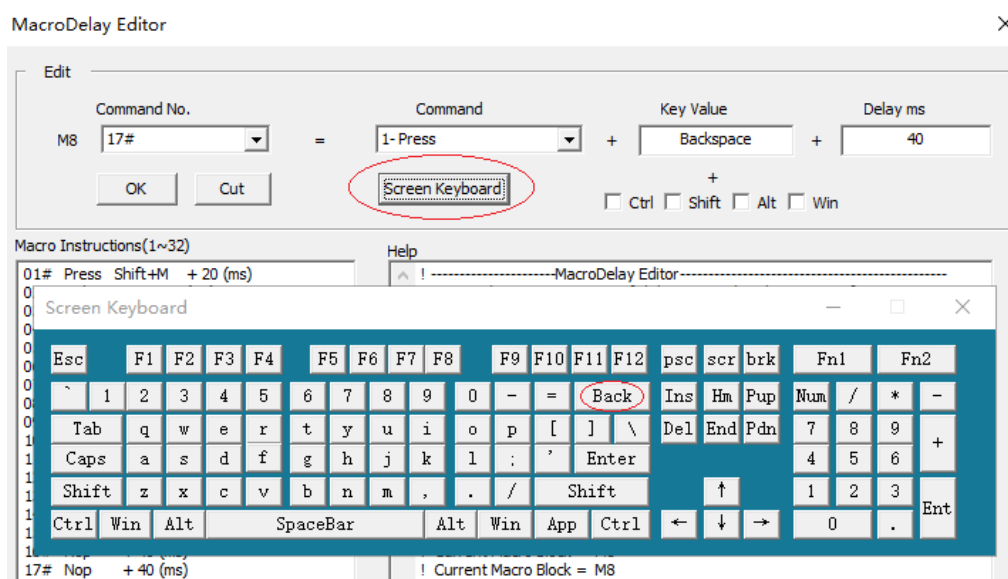 MacroDelay Editor
Edit
Command No. Command Key Value Delay ms
M8 17# = 1- Press + Backspace + 40
OK Cut Screen Keyboard +
Ctrl Shift Alt Win
Macro Instructions(1~32) Help
01# Press Shift+M + 20 (ms) ! ----------------------MacroDelay Editor-----------------------------------------------
Screen Keyboard
Esc F1 F2 F3 F4 F5 F6 F7 F8 F9 F10 F11 F12 psc scr brk Fn1 Fn2
` 1 2 3 4 5 6 7 8 9 0 - = Back Ins Hm Pup Num / * -
Tab q w e r t y u i o p [ ] \ Del End Pdn 7 8 9 +
Caps a s d f g h j k l ; ' Enter 4 5 6
Shift z x c v b n m , . / Shift ↑ 1 2 3 Ent
Ctrl Win Alt SpaceBar Alt Win App Ctrl ← ↓ → 0 .
17# Nop + 40 (ms) ! Current Macro Block = M8